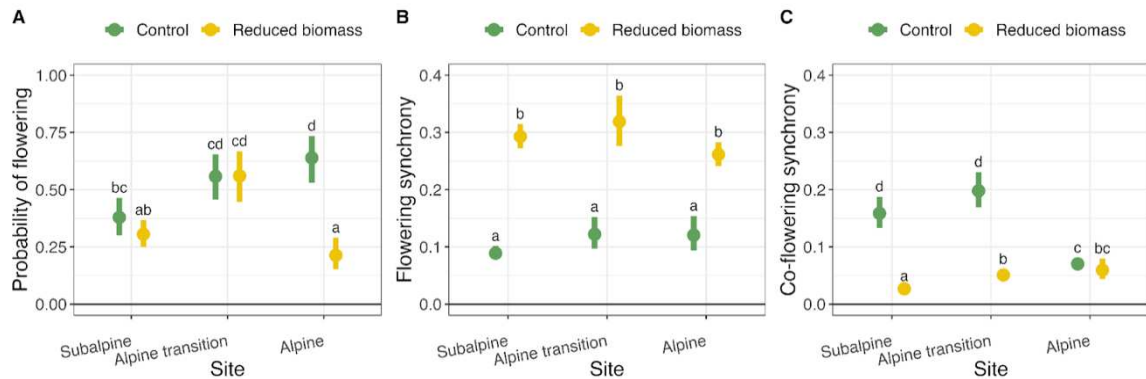 A
Control
Reduced biomass
Probability of flowering
1.00
0.75
0.50
0.25
0.00
bc
ab
cd
cd
d
a
Subalpine
Alpine transition
Alpine
Site
B
Control
Reduced biomass
Flowering synchrony
0.4
0.3
0.2
0.1
0.0
a
b
a
b
a
b
Subalpine
Alpine transition
Alpine
Site
C
Control
Reduced biomass
Co-flowering synchrony
0.4
0.3
0.2
0.1
0.0
d
a
d
b
c
bc
Subalpine
Alpine transition
Alpine
Site